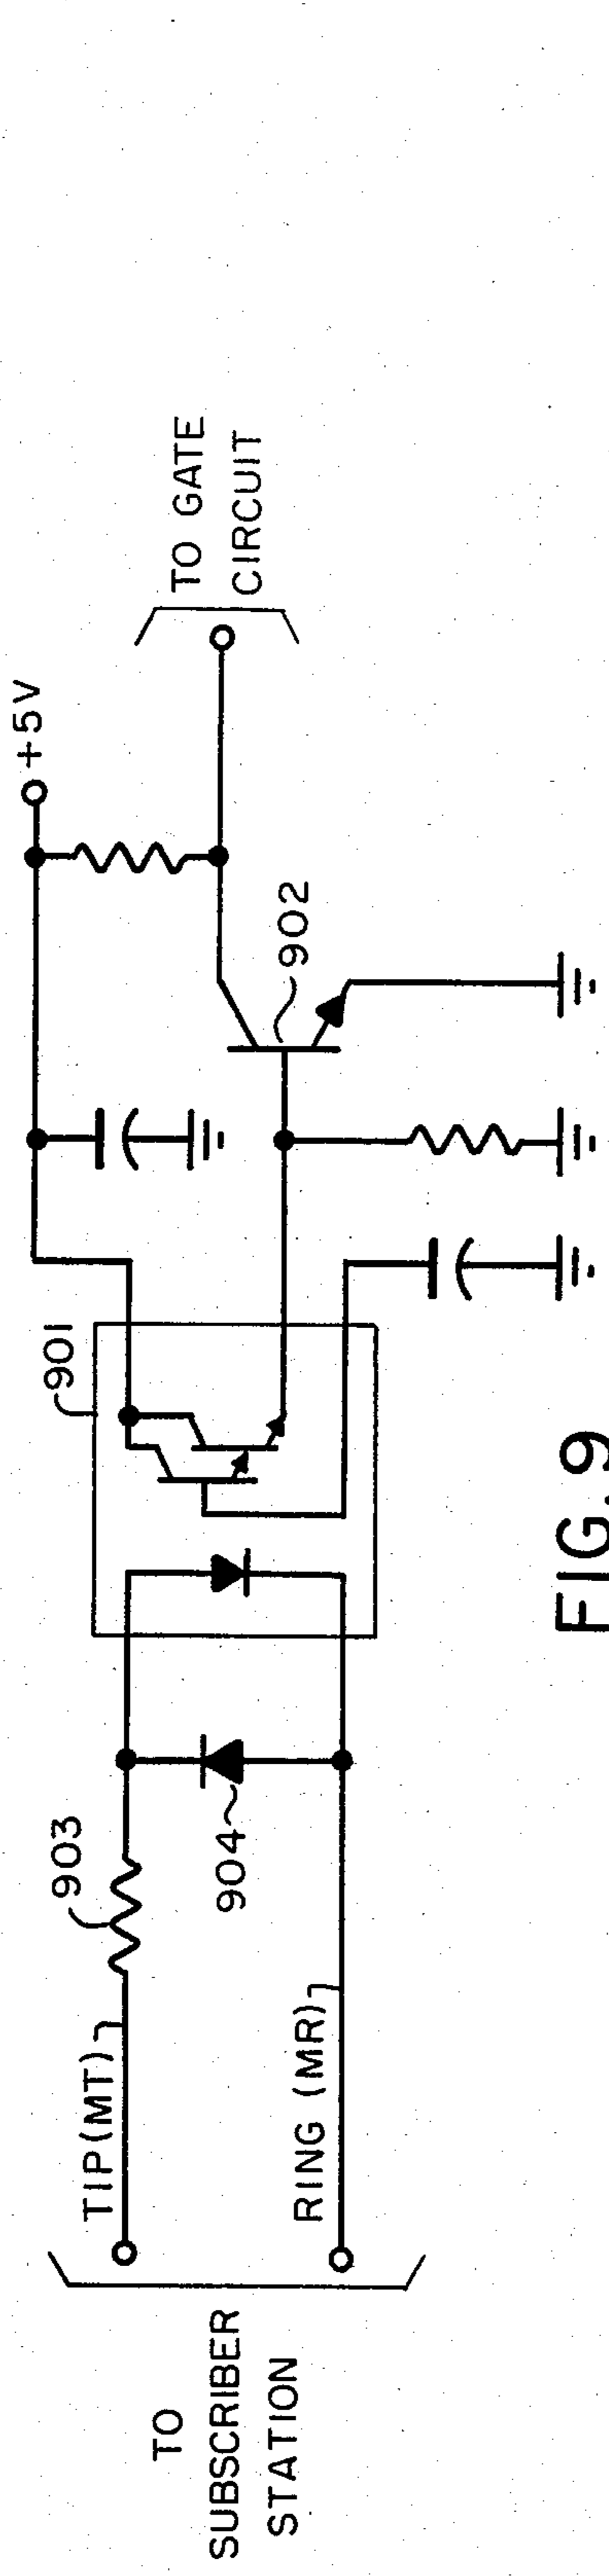 TO
SUBSCRIBER
STATION
TIP(MT)
903
904
RING (MR)
901
902
+5V
TO GATE
CIRCUIT
FIG. 9